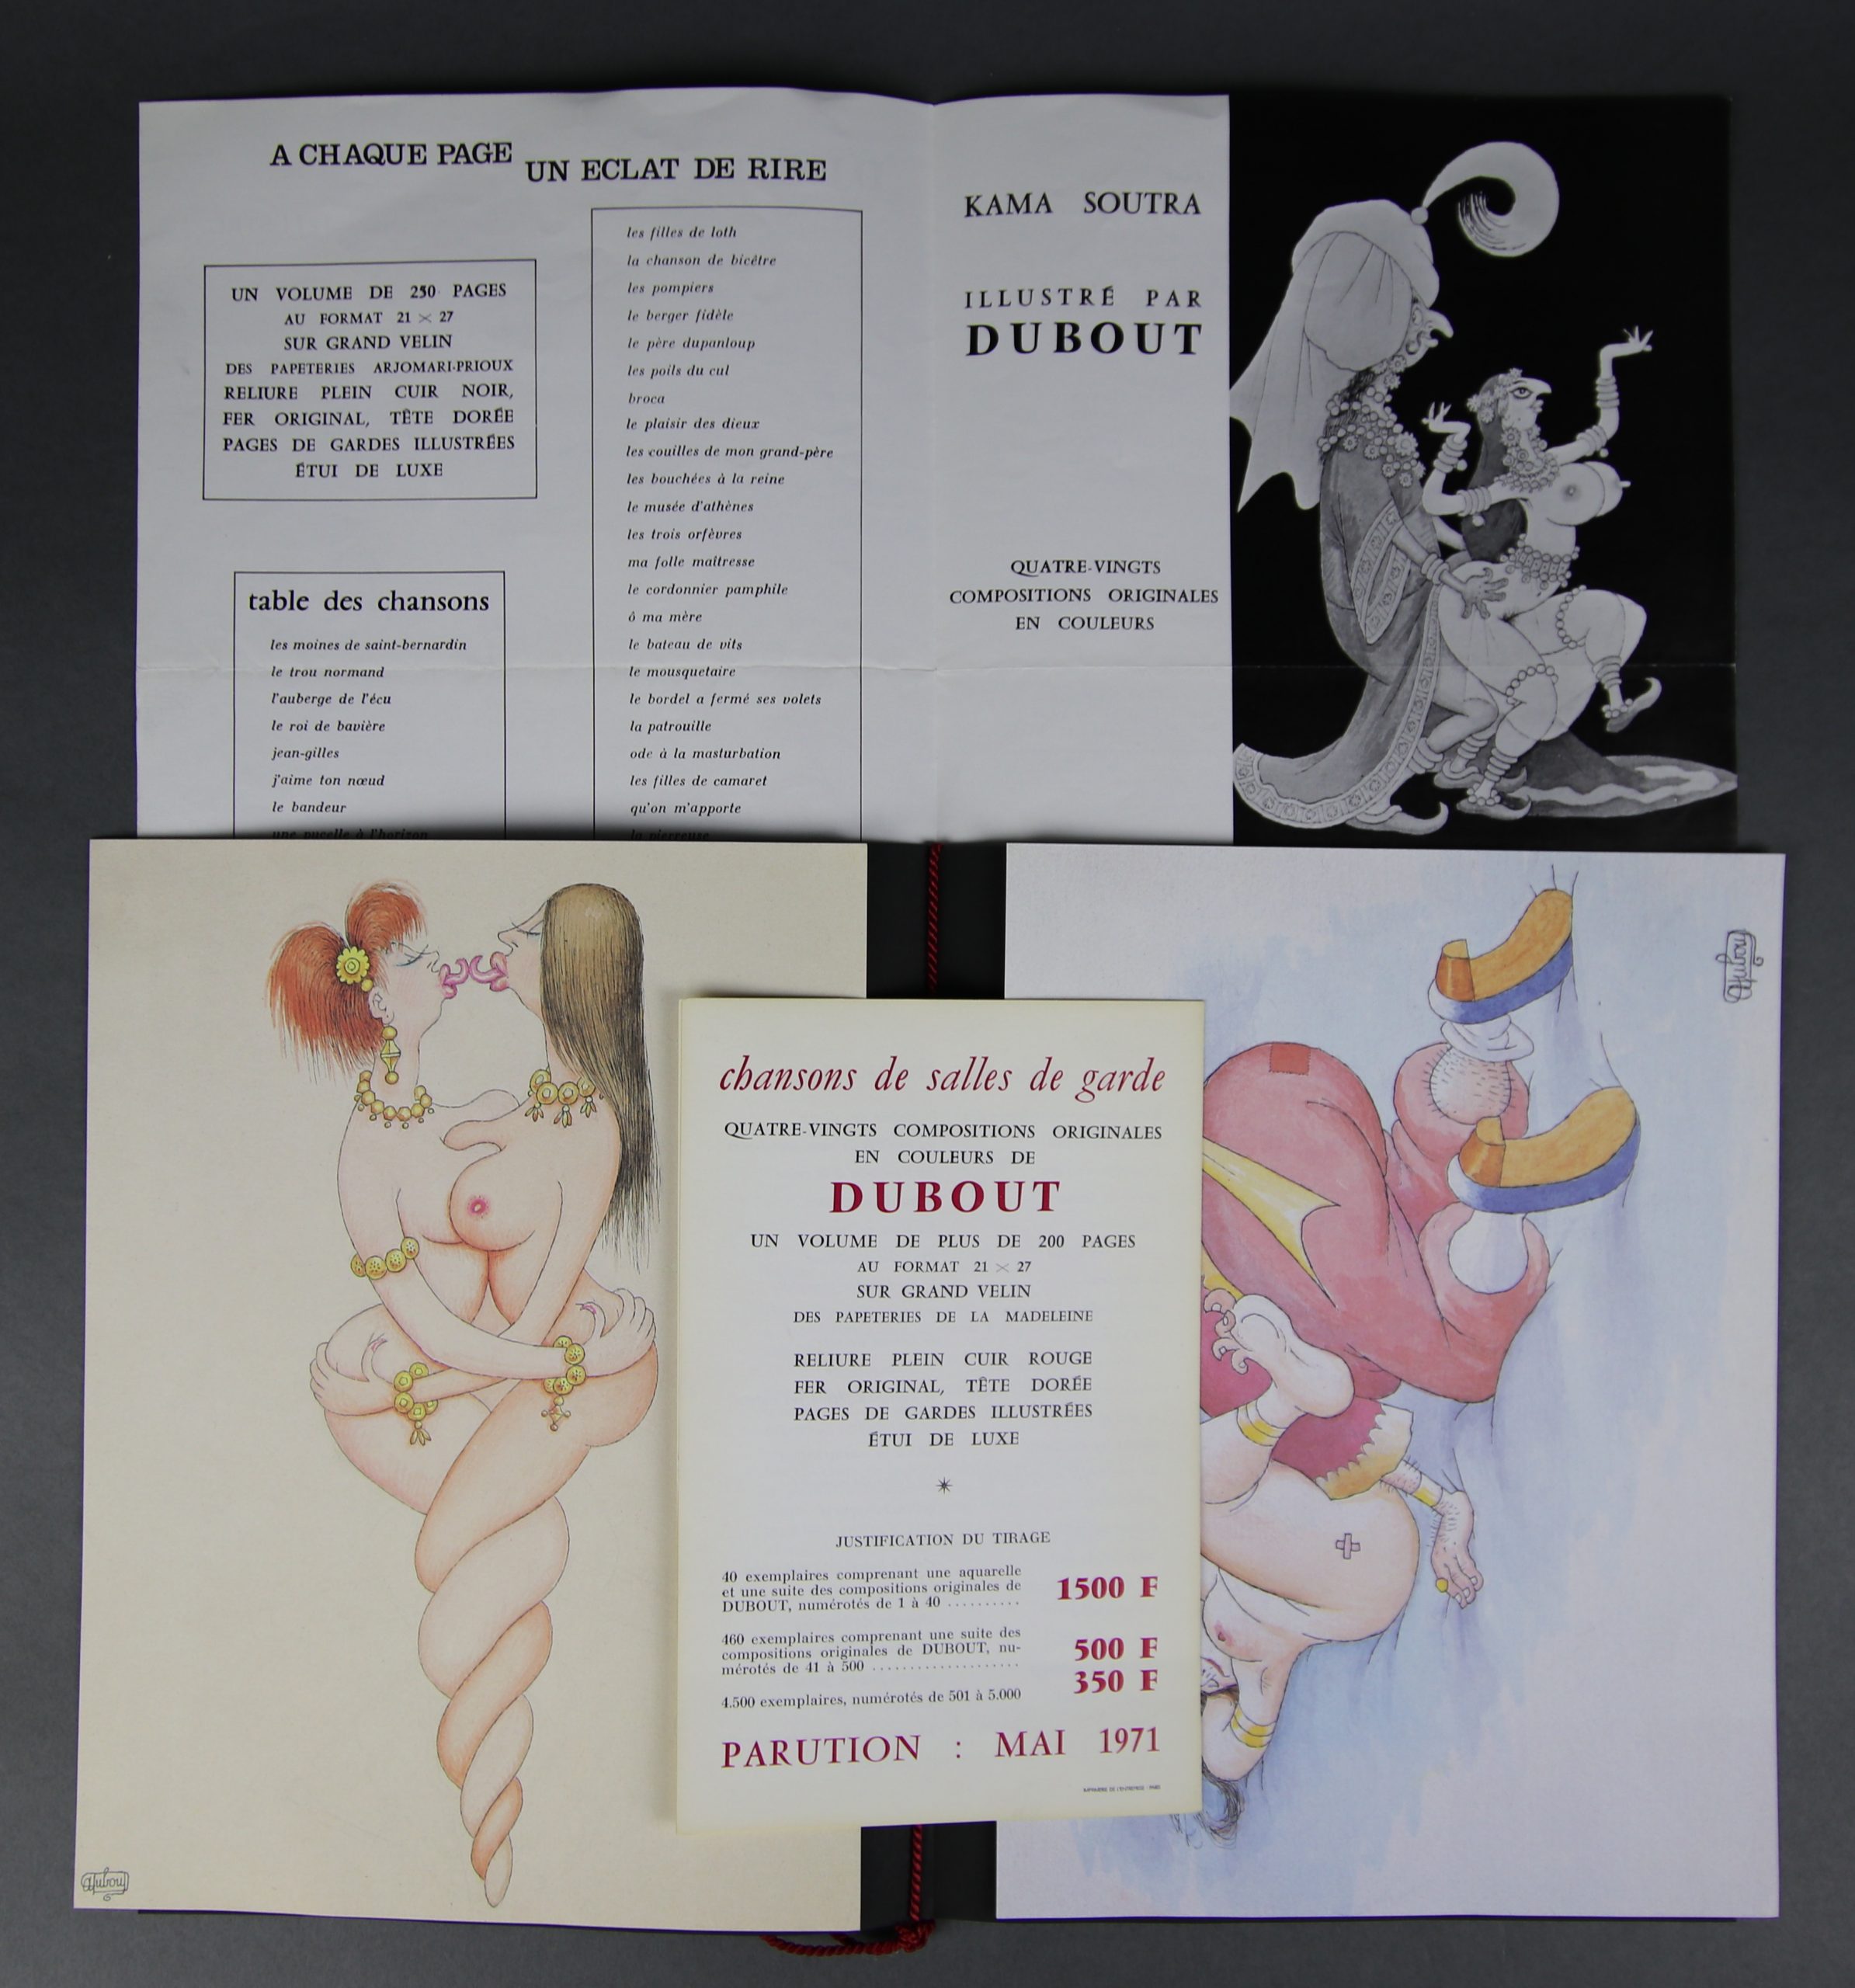 A CHAQUE PAGE UN ECLAT DE RIRE
UN VOLUME DE 250 PAGES
AU FORMAT 21 × 27
SUR GRAND VELIN
DES PAPETERIES ARJOMARI-PRIOUX
RELIURE PLEIN CUIR NOIR,
FER ORIGINAL, TÊTE DORÉE
PAGES DE GARDES ILLUSTRÉES
ÉTUI DE LUXE
table des chansons
les moines de saint-bernardin
le trou normand
l'auberge de l'écu
le roi de bavière
jean-gilles
j'aime ton nœud
le bandeur
une pucelle à l'horizon
les filles de loth
la chanson de bicêtre
les pompiers
le berger fidèle
le père dupanloup
les poils du cul
broca
le plaisir des dieux
les couilles de mon grand-père
les bouchées à la reine
le musée d'athènes
les trois orfèvres
ma folle maîtresse
le cordonnier pamphile
ô ma mère
le bateau de vits
le mousquetaire
le bordel a fermé ses volets
la patrouille
ode à la masturbation
les filles de camaret
qu'on m'apporte
la pierreuse
KAMA SOUTRA
ILLUSTRÉ PAR
DUBOUT
QUATRE-VINGTS
COMPOSITIONS ORIGINALES
EN COULEURS
Dubout
chansons de salles de garde
QUATRE-VINGTS COMPOSITIONS ORIGINALES
EN COULEURS DE
DUBOUT
UN VOLUME DE PLUS DE 200 PAGES
AU FORMAT 21 × 27
SUR GRAND VELIN
DES PAPETERIES DE LA MADELEINE
RELIURE PLEIN CUIR ROUGE
FER ORIGINAL, TÊTE DORÉE
PAGES DE GARDES ILLUSTRÉES
ÉTUI DE LUXE
JUSTIFICATION DU TIRAGE
40 exemplaires comprenant une aquarelle
et une suite des compositions originales de
DUBOUT, numérotés de 1 à 40 .......... 1500 F
460 exemplaires comprenant une suite des
compositions originales de DUBOUT, nu-
mérotés de 41 à 500 .................... 500 F
4.500 exemplaires, numérotés de 501 à 5.000 350 F
PARUTION : MAI 1971
Dubout